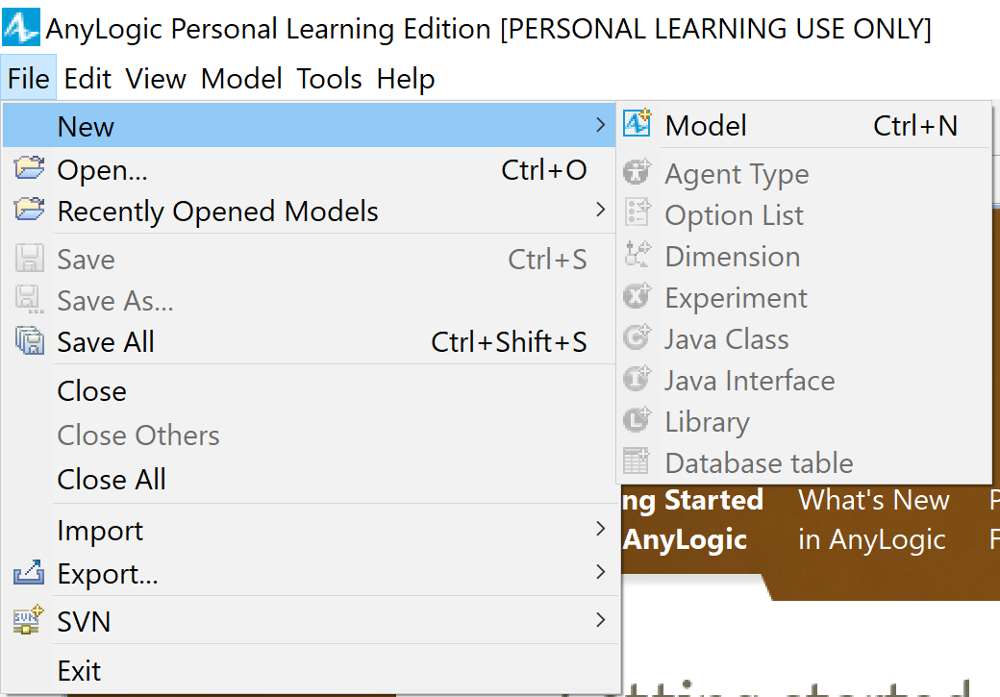 AnyLogic Personal Learning Edition [PERSONAL LEARNING USE ONLY]
File Edit View Model Tools Help
New
Open... Ctrl+O
Recently Opened Models
Save Ctrl+S
Save As...
Save All Ctrl+Shift+S
Close
Close Others
Close All
Import
Export...
SVN
Exit
Model Ctrl+N
Agent Type
Option List
Dimension
Experiment
Java Class
Java Interface
Library
Database table
ng Started What's New
AnyLogic in AnyLogic